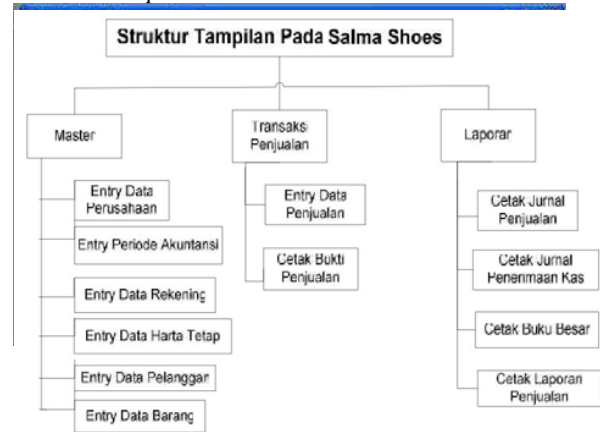 Struktur Tampilan Pada Salma Shoes
Master
Entry Data
Perusahaan
Entry Periode Akuntansi
Entry Data Rekening
Entry Data Harta Tetap
Entry Data Pelanggan
Entry Data Barang
Transaksi
Penjualan
Entry Data
Penjualan
Cetak Bukti
Penjualan
Laporar
Cetak Jurnal
Penjualan
Cetak Jurnal
Penerimaan Kas
Cetak Buku Besar
Cetak Laporan
Penjualan